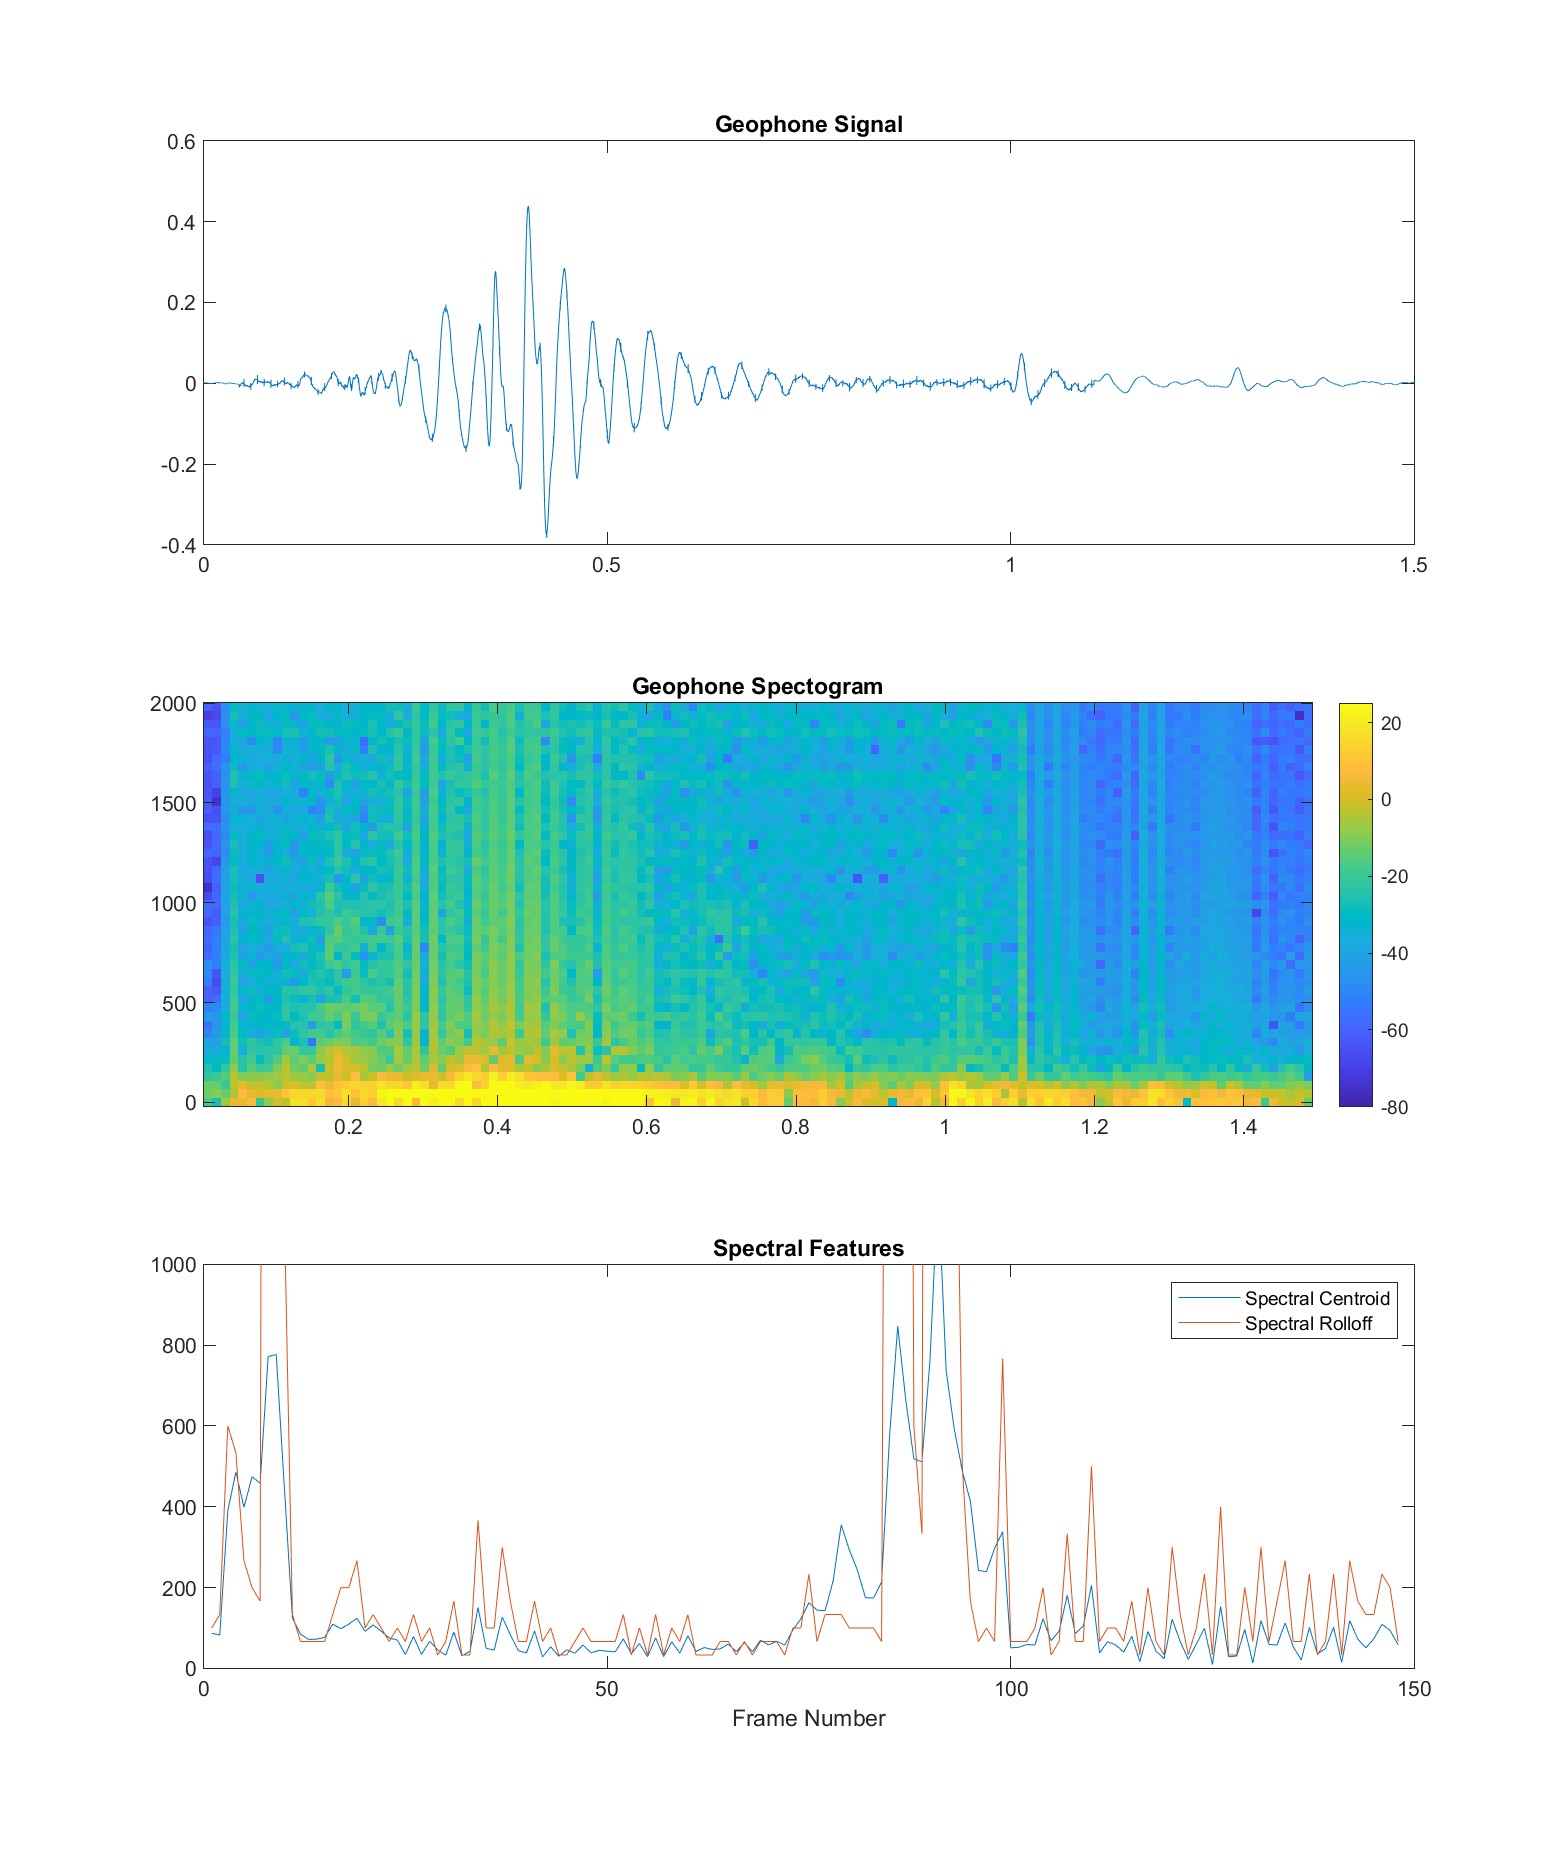 Geophone Signal
0.6
0.4
0.2
0
-0.2
-0.4
0 0.5 1 1.5
Geophone Spectogram
2000
1500
1000
500
0
0.2 0.4 0.6 0.8 1 1.2 1.4
20
0
-20
-40
-60
-80
Spectral Features
1000
800
600
400
200
0
0 50 100 150
Spectral Centroid
Spectral Rolloff
Frame Number